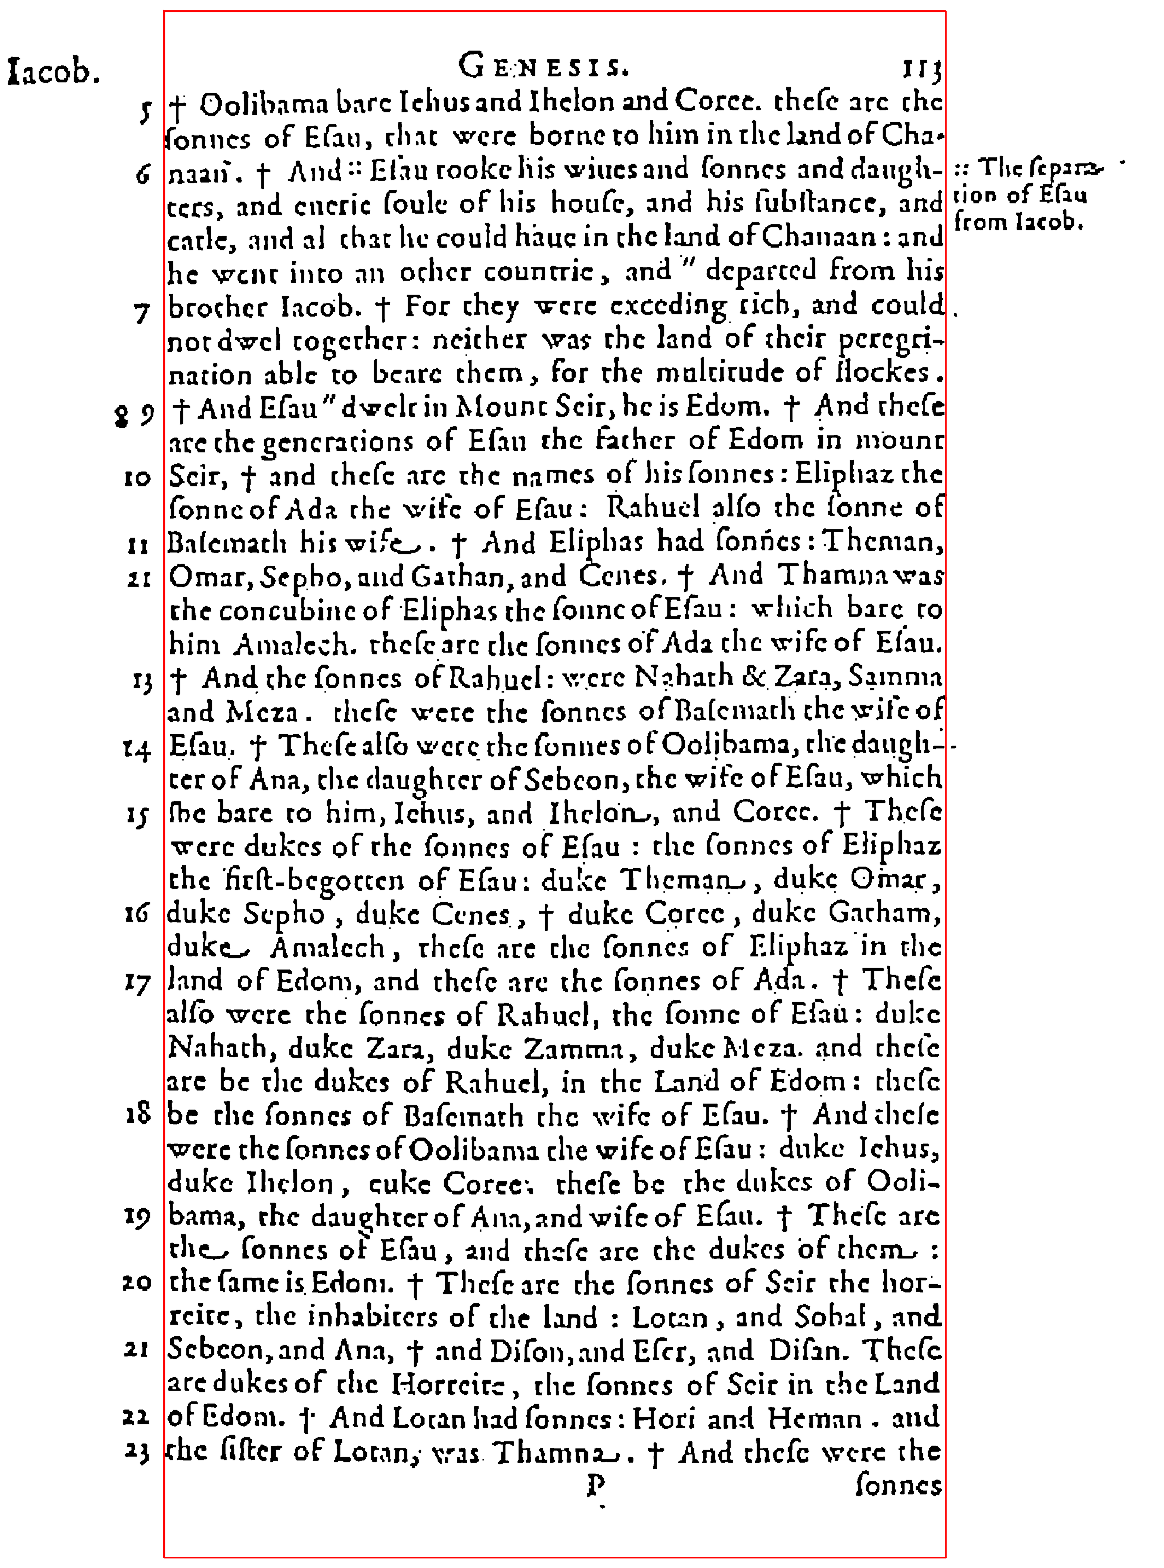 Iacob. GENESIS. 113
5 † Oolibama bare Iehus and Ihelon and Coree. theſe are the
ſonnes of Eſau, that were borne to him in the land of Cha-
6 naan. † And :: Eſau tooke his wiues and ſonnes and daugh- :: The ſepara-
ters, and euerie ſoule of his houſe, and his ſubſtance, and tion of Eſau
catle, and al that he could haue in the land of Chanaan: and from Iacob.
he went into an other countrie, and " departed from his
7 brother Iacob. † For they were exceding rich, and could
not dwel together: neither was the land of their peregri-
nation able to beare them, for the multitude of flockes.
8 9 † And Eſau " dwelt in Mount Seir, he is Edom. † And theſe
are the generations of Eſau the father of Edom in mount
10 Seir, † and theſe are the names of his ſonnes: Eliphaz the
ſonne of Ada the wife of Eſau: Rahuel alſo the ſonne of
11 Baſemath his wife. † And Eliphas had ſonnes: Theman,
21 Omar, Sepho, and Gathan, and Cenes. † And Thamna was
the concubine of Eliphas the ſonne of Eſau: which bare to
him Amalech. theſe are the ſonnes of Ada the wife of Eſau.
13 † And the ſonnes of Rahuel: were Nahath & Zara, Samma
and Meza. theſe were the ſonnes of Baſemath the wife of
14 Eſau. † Theſe alſo were the ſonnes of Oolibama, the daugh-
ter of Ana, the daughter of Sebeon, the wife of Eſau, which
15 ſhe bare to him, Iehus, and Ihelon, and Coree. † Theſe
were dukes of the ſonnes of Eſau : the ſonnes of Eliphaz
the firſt-begotten of Eſau: duke Theman, duke Omar,
16 duke Sepho, duke Cenes, † duke Coree, duke Gatham,
duke Amalech, theſe are the ſonnes of Eliphaz in the
17 land of Edom, and theſe are the ſonnes of Ada. † Theſe
alſo were the ſonnes of Rahuel, the ſonne of Eſau: duke
Nahath, duke Zara, duke Zamma, duke Meza. and theſe
are be the dukes of Rahuel, in the Land of Edom: theſe
18 be the ſonnes of Baſemath the wife of Eſau. † And theſe
were the ſonnes of Oolibama the wife of Eſau: duke Iehus,
duke Ihelon, euke Coree: theſe be the dukes of Ooli-
19 bama, the daughter of Ana, and wife of Eſau. † Theſe are
the ſonnes of Eſau, and theſe are the dukes of them :
20 the ſame is Edom. † Theſe are the ſonnes of Seir the hor-
reite, the inhabiters of the land : Lotan, and Sobal, and
21 Sebeon, and Ana, † and Diſon, and Eſer, and Diſan. Theſe
are dukes of the Horreite, the ſonnes of Seir in the Land
22 of Edom. † And Lotan had ſonnes: Hori and Heman. and
23 the ſiſter of Lotan, was Thamna. † And theſe were the
P ſonnes